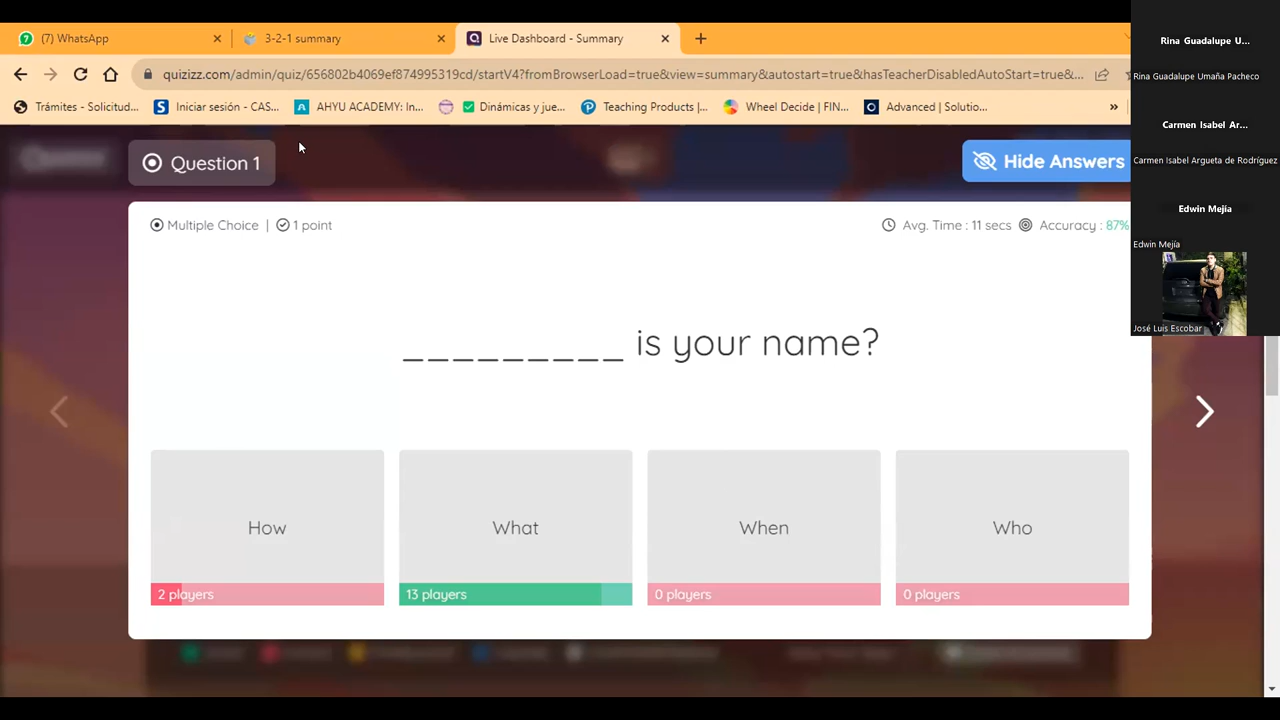 (7) WhatsApp
3-2-1 summary
Live Dashboard - Summary
quizizz.com/admin/quiz/656802b4069ef874995319cd/startV4?fromBrowserLoad=true&view=summary&autostart=true&hasTeacherDisabledAutoStart=true&...
Trámites - Solicitud...
Iniciar sesión - CAS...
AHYU ACADEMY: In...
Dinámicas y jue...
Teaching Products |...
Wheel Decide | FIN...
Advanced | Solutio...
»
Question 1
Hide Answers
Multiple Choice | 1 point
Avg. Time : 11 secs
Accuracy : 87%
_________ is your name?
How
What
When
Who
2 players
13 players
0 players
0 players
Rina Guadalupe U...
Rina Guadalupe Umaña Pacheco
Carmen Isabel Ar...
Carmen Isabel Argueta de Rodríguez
Edwin Mejía
Edwin Mejía
José Luis Escobar